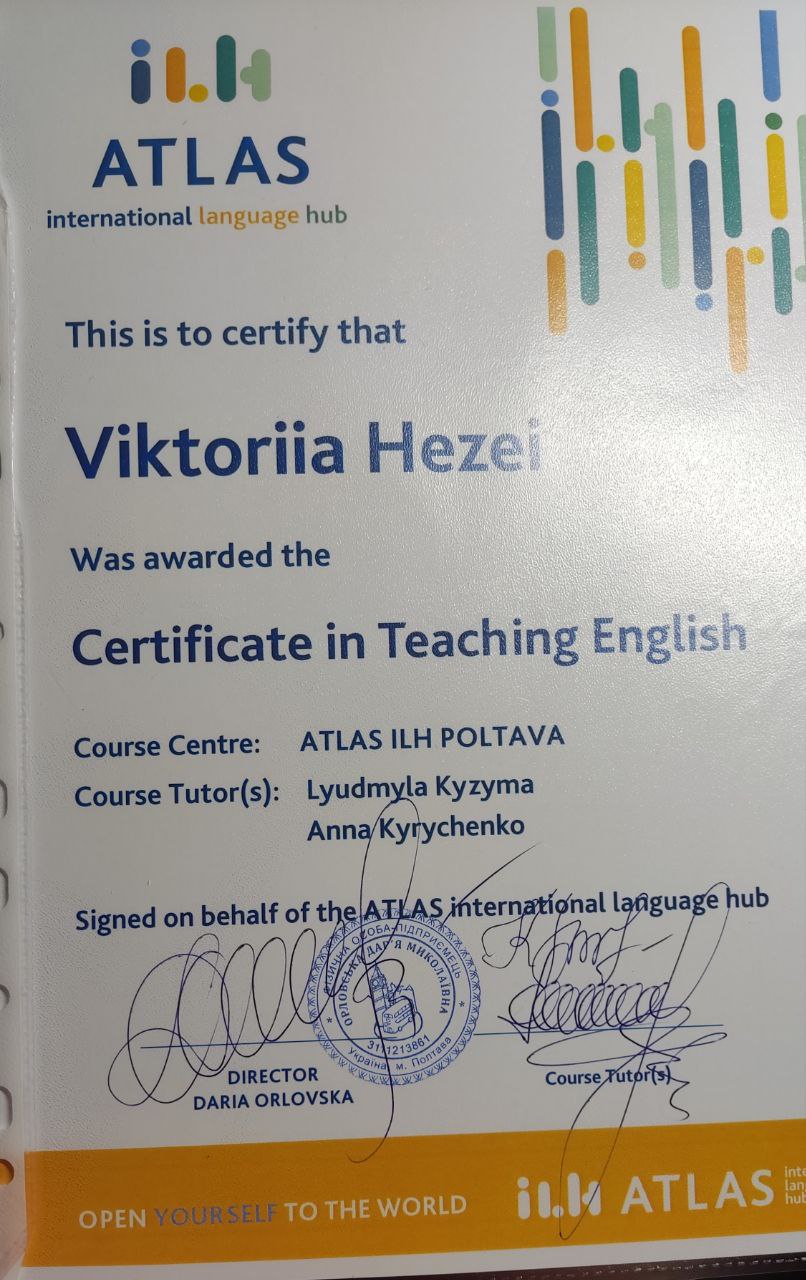 ATLAS
international language hub
This is to certify that
Viktoriia Hezei
Was awarded the
Certificate in Teaching English
Course Centre: ATLAS ILH POLTAVA
Course Tutor(s): Lyudmyla Kyzyma
Anna Kyrychenko
Signed on behalf of the ATLAS international language hub
ФІЗИЧНА ОСОБА-ПІДПРИЄМЕЦЬ
ОРЛОВСЬКА ДАР'Я МИКОЛАЇВНА
Україна м. Полтава
DIRECTOR
DARIA ORLOVSKA
Course Tutor(s)
OPEN YOURSELF TO THE WORLD
ilh ATLAS